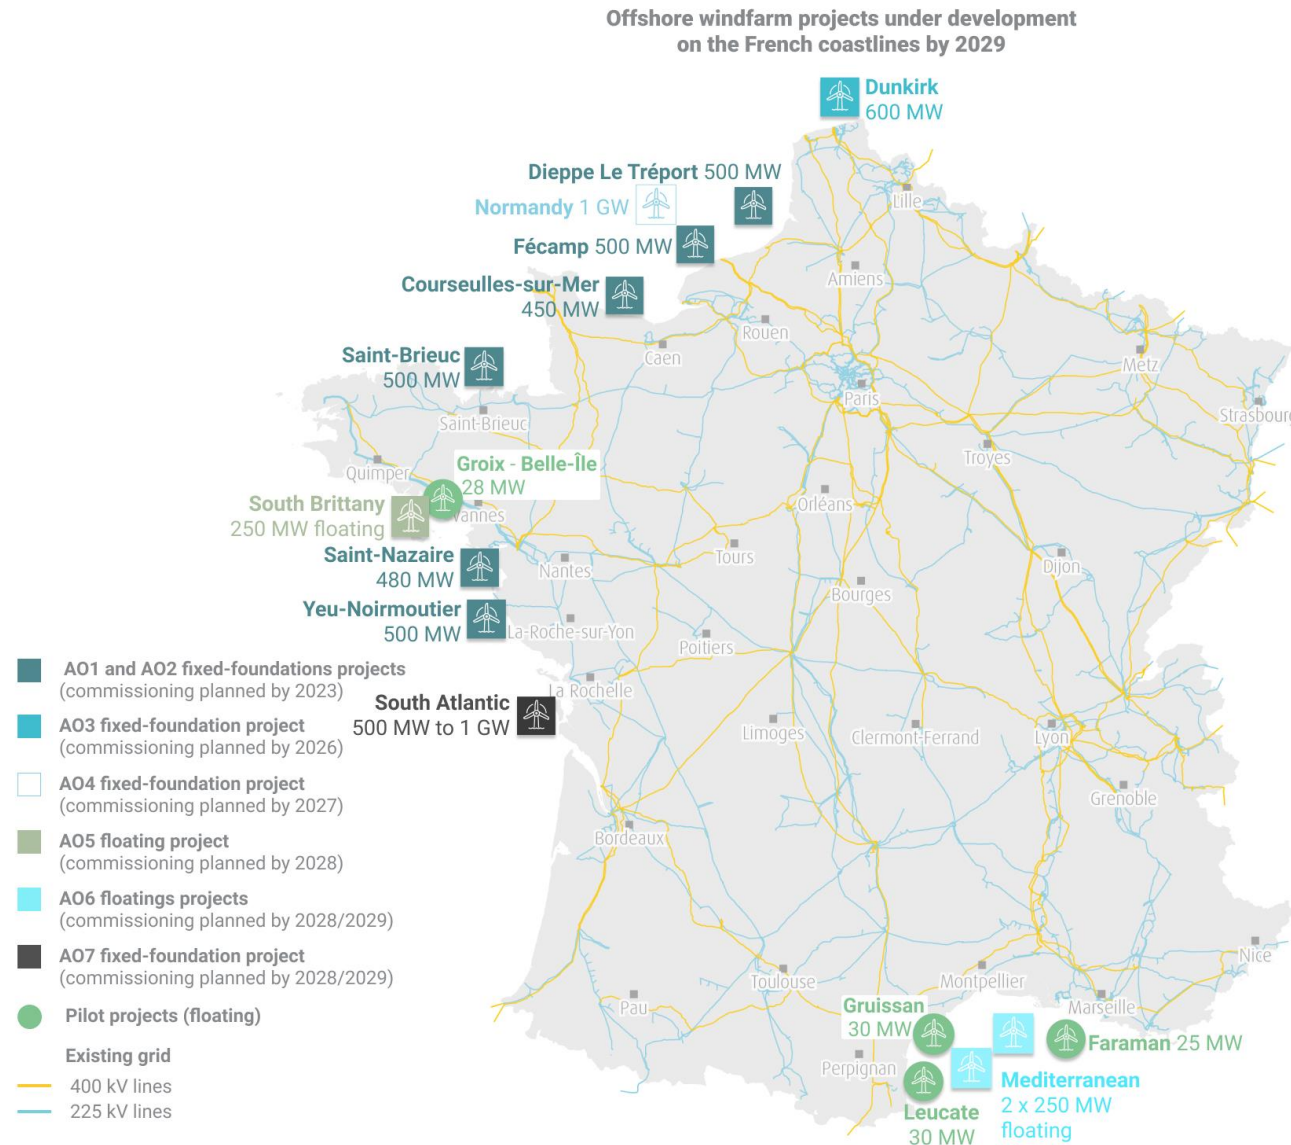 Offshore windfarm projects under development
on the French coastlines by 2029
Dunkirk
600 MW
Dieppe Le Tréport 500 MW
Normandy 1 GW
Lille
Fécamp 500 MW
Amiens
Courseulles-sur-Mer
450 MW
Rouen
Caen
Saint-Brieuc
500 MW
Metz
Paris
Strasbourg
Saint-Brieuc
Troyes
Quimper
Groix - Belle-Île
28 MW
South Brittany
250 MW floating
Vannes
Orléans
Saint-Nazaire
480 MW
Nantes
Tours
Dijon
Bourges
Yeu-Noirmoutier
500 MW
La-Roche-sur-Yon
Poitiers
La Rochelle
South Atlantic
500 MW to 1 GW
Limoges
Clermont-Ferrand
Lyon
Grenoble
Bordeaux
Nice
Toulouse
Montpellier
Pau
Marseille
Gruissan
30 MW
Faraman 25 MW
Perpignan
Mediterranean
2 x 250 MW
floating
Leucate
30 MW
AO1 and AO2 fixed-foundations projects
(commissioning planned by 2023)
AO3 fixed-foundation project
(commissioning planned by 2026)
AO4 fixed-foundation project
(commissioning planned by 2027)
AO5 floating project
(commissioning planned by 2028)
AO6 floatings projects
(commissioning planned by 2028/2029)
AO7 fixed-foundation project
(commissioning planned by 2028/2029)
Pilot projects (floating)
Existing grid
400 kV lines
225 kV lines